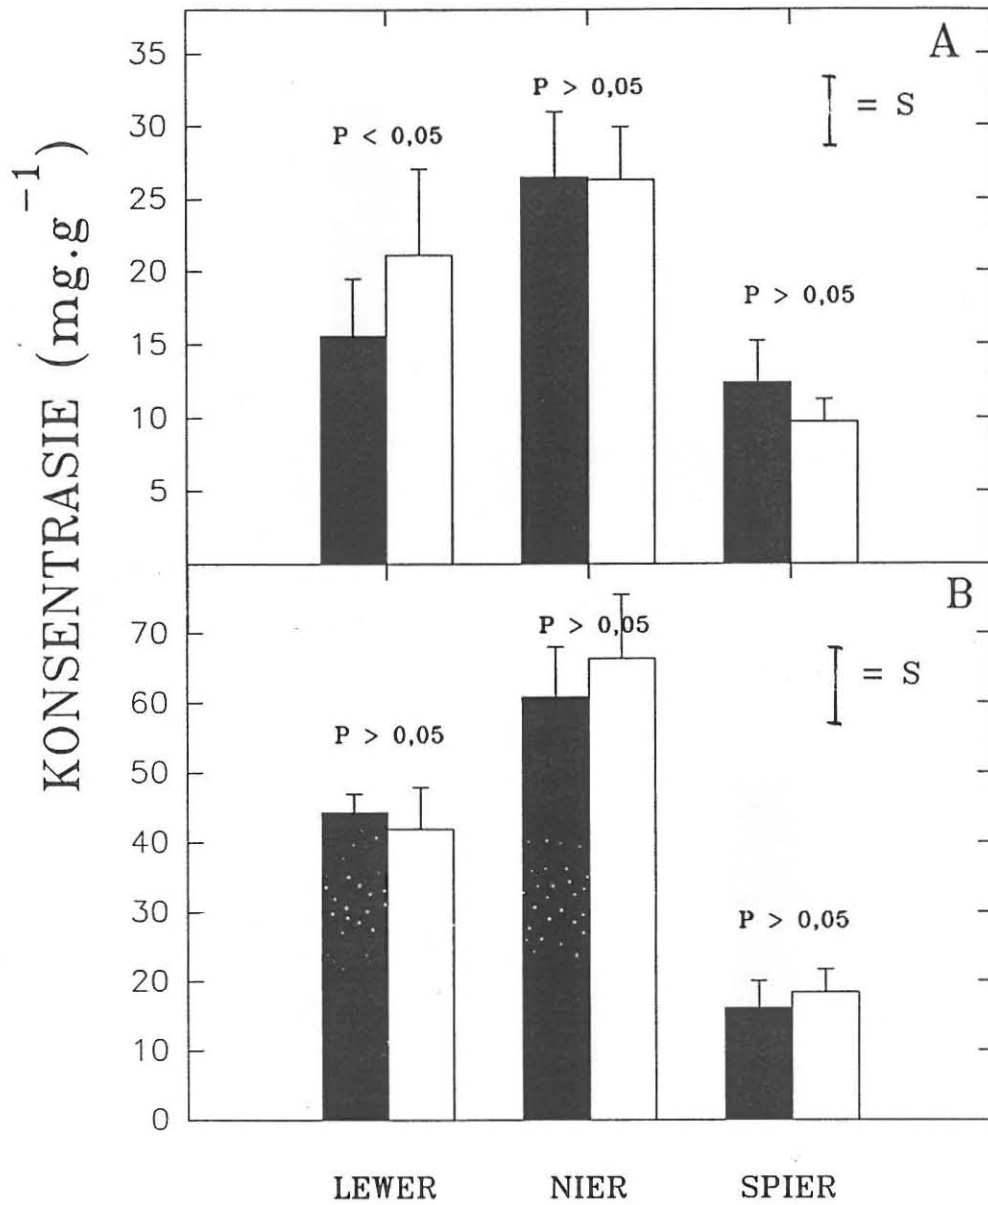 KONSENTRASIE (mg.g⁻¹)
A
35
30
25
20
15
10
5
P < 0,05
P > 0,05
P > 0,05
= S
B
70
60
50
40
30
20
10
0
P > 0,05
P > 0,05
P > 0,05
= S
LEWER NIER SPIER